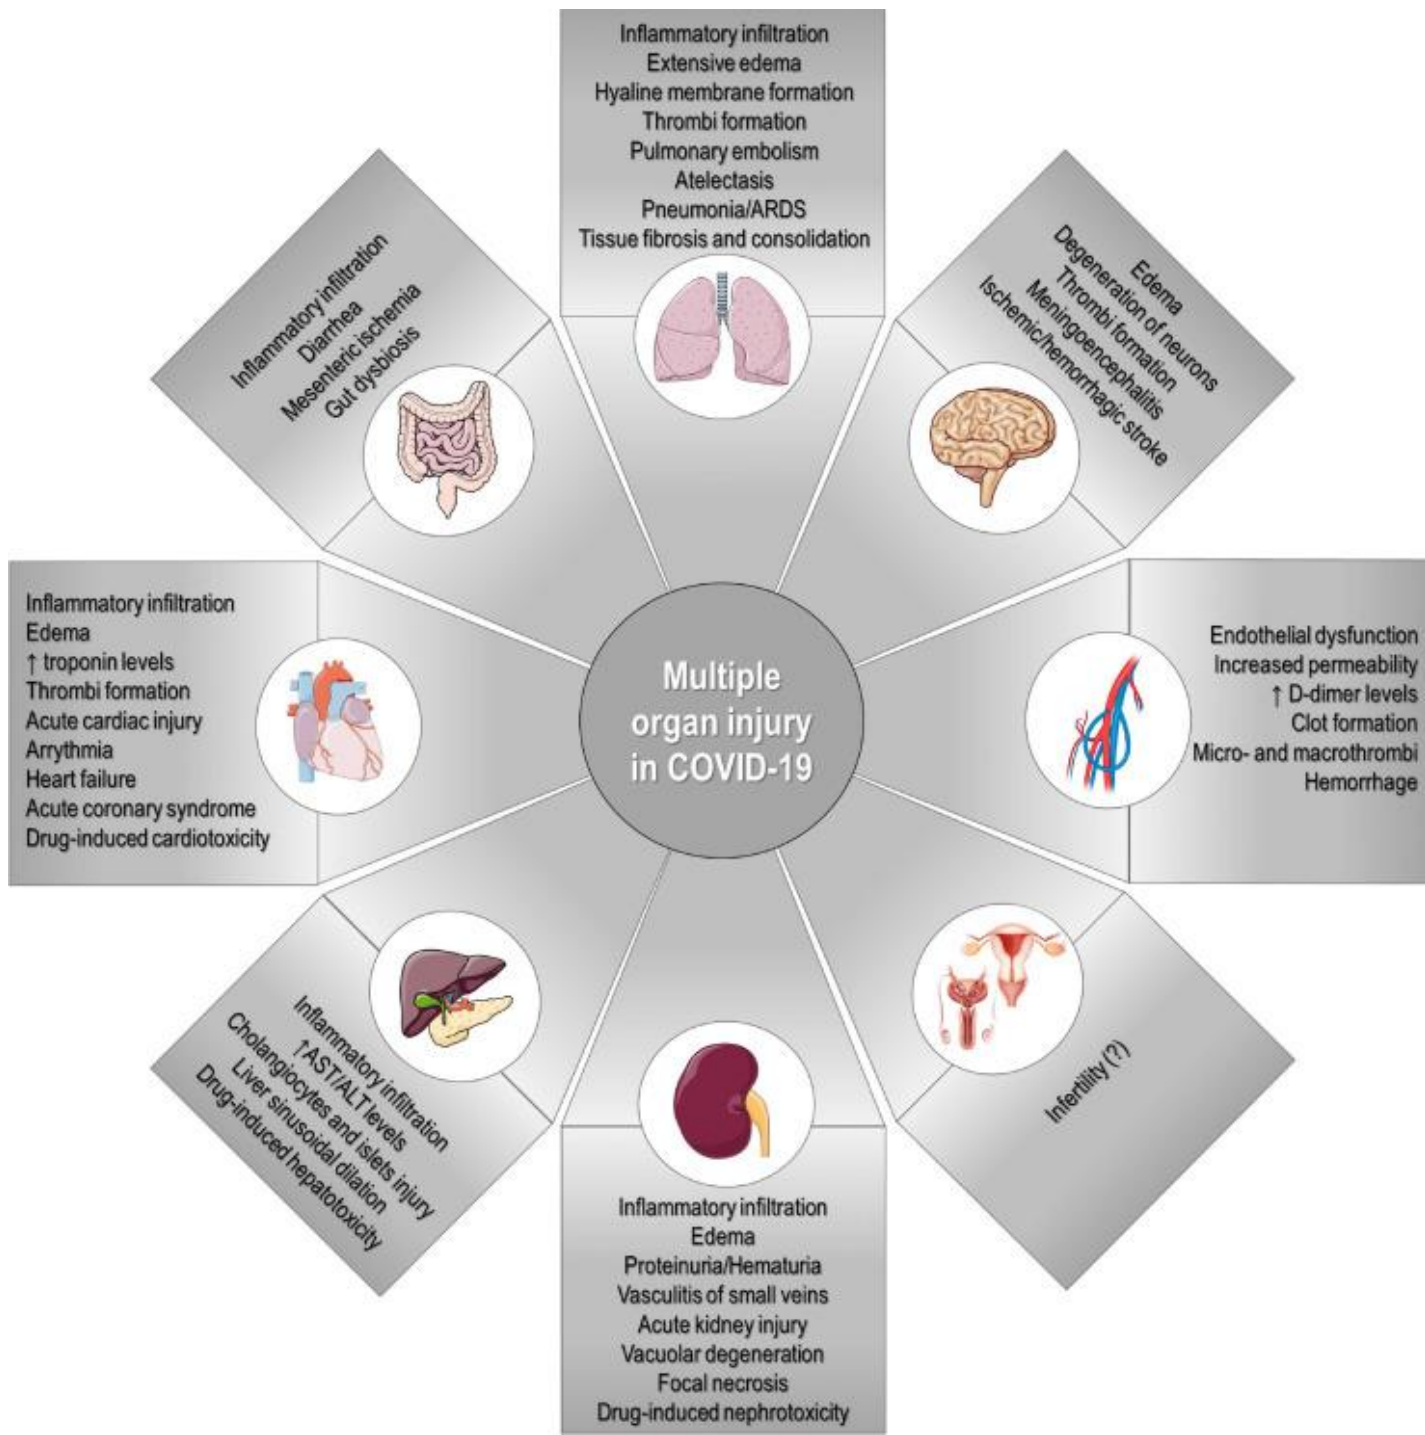 Inflammatory infiltration
Extensive edema
Hyaline membrane formation
Thrombi formation
Pulmonary embolism
Atelectasis
Pneumonia/ARDS
Tissue fibrosis and consolidation
Edema
Degeneration of neurons
Thrombi formation
Meningoencephalitis
Ischemic/hemorrhagic stroke
Endothelial dysfunction
Increased permeability
↑ D-dimer levels
Clot formation
Micro- and macrothrombi
Hemorrhage
Infertility (?)
Inflammatory infiltration
Edema
Proteinuria/Hematuria
Vasculitis of small veins
Acute kidney injury
Vacuolar degeneration
Focal necrosis
Drug-induced nephrotoxicity
Inflammatory infiltration
↑AST/ALT levels
Cholangiocytes and islets injury
Liver sinusoidal dilation
Drug-induced hepatotoxicity
Inflammatory infiltration
Edema
↑ troponin levels
Thrombi formation
Acute cardiac injury
Arrythmia
Heart failure
Acute coronary syndrome
Drug-induced cardiotoxicity
Inflammatory infiltration
Diarrhea
Mesenteric ischemia
Gut dysbiosis
Multiple
organ injury
in COVID-19